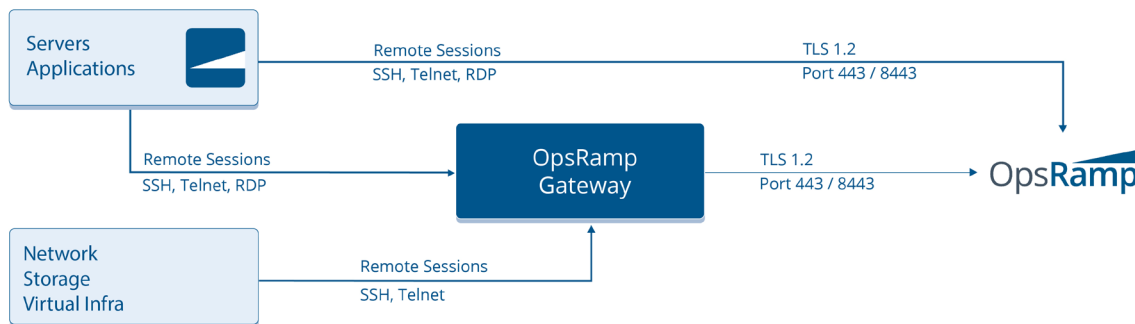 Servers
Applications
Remote Sessions
SSH, Telnet, RDP
TLS 1.2
Port 443 / 8443
Remote Sessions
SSH, Telnet, RDP
OpsRamp
Gateway
TLS 1.2
Port 443 / 8443
OpsRamp
Network
Storage
Virtual Infra
Remote Sessions
SSH, Telnet